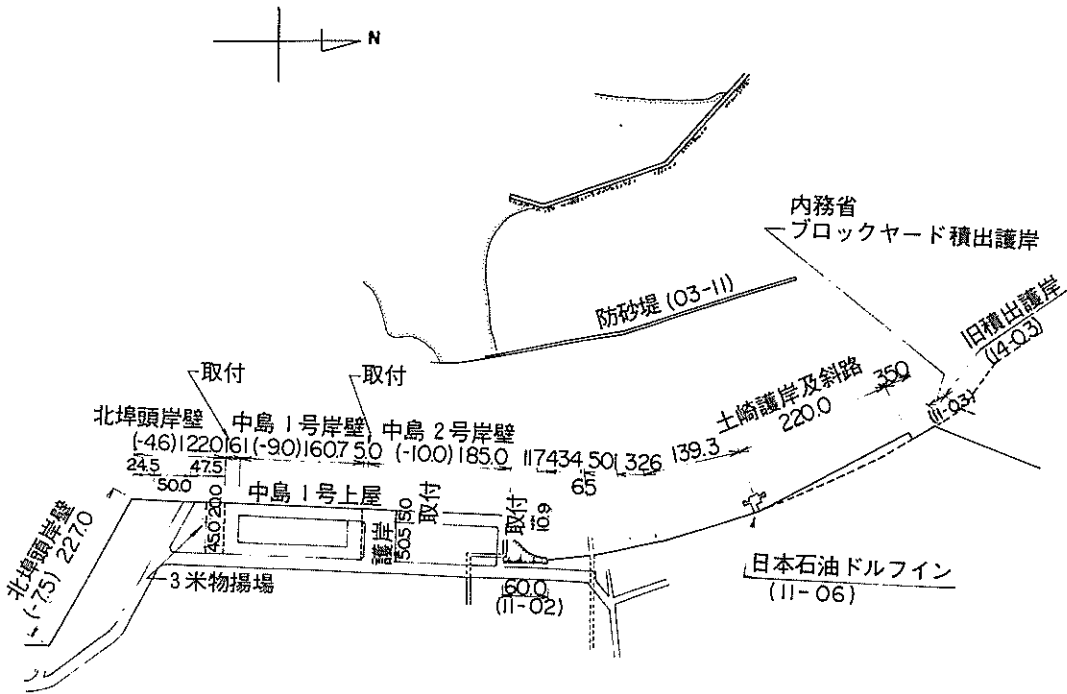 N
内務省
ブロックヤード積出護岸
防砂堤 (03-11)
旧積出護岸
(14-03)
取付
取付
土崎護岸及斜路
220.0
350
(11-03)
北埠頭岸壁
中島1号岸壁
中島2号岸壁
(-4.6)122.0
61
(-9.0)160.7
5.0
(-10.0)185.0
117
434
50
326
139.3
65
24.5
47.5
50.0
中島1号上屋
45.0
20.0
護岸
50.5
5.0
取付
取付
10.9
北埠頭岸壁
(-7.5) 227.0
3米物揚場
60.0
(11-02)
日本石油ドルフイン
(11-06)